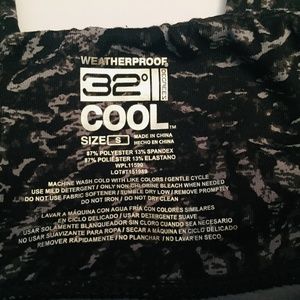 WEATHERPROOF
32° DEGREES
COOL™
SIZE S MADE IN CHINA
HECHO EN CHINA
87% POLYESTER 13% SPANDEX
87% POLIÉSTER 13% ELASTANO
WPL11599
LOT#T151989
MACHINE WASH COLD WITH LIKE COLORS / GENTLE CYCLE
USE MILD DETERGENT / ONLY NON-CHLORINE BLEACH WHEN NEEDED
DO NOT USE FABRIC SOFTENER / TUMBLE DRY LOW / REMOVE PROMPTLY
DO NOT IRON / DO NOT DRY CLEAN
LAVAR A MÁQUINA CON AGUA FRÍA CON COLORES SIMILARES
EN CICLO DELICADO / USAR DETERGENTE SUAVE
USAR SOLAMENTE BLANQUEADOR SIN CLORO CUANDO SEA NECESARIO
NO USAR SUAVIZANTE PARA ROPA / SECAR A MÁQUINA EN CICLO DELICADO
REMOVER RÁPIDAMENTE / NO PLANCHAR / NO LAVAR EN SECO